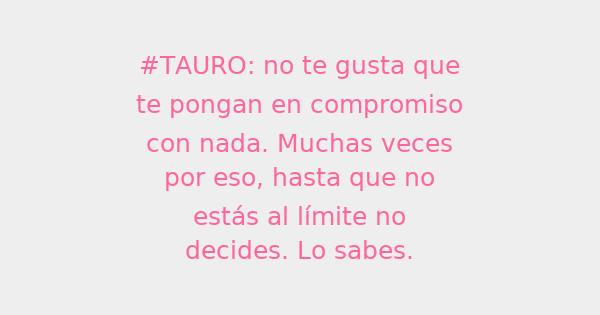 #TAURO: no te gusta que
te pongan en compromiso
con nada. Muchas veces
por eso, hasta que no
estás al límite no
decides. Lo sabes.